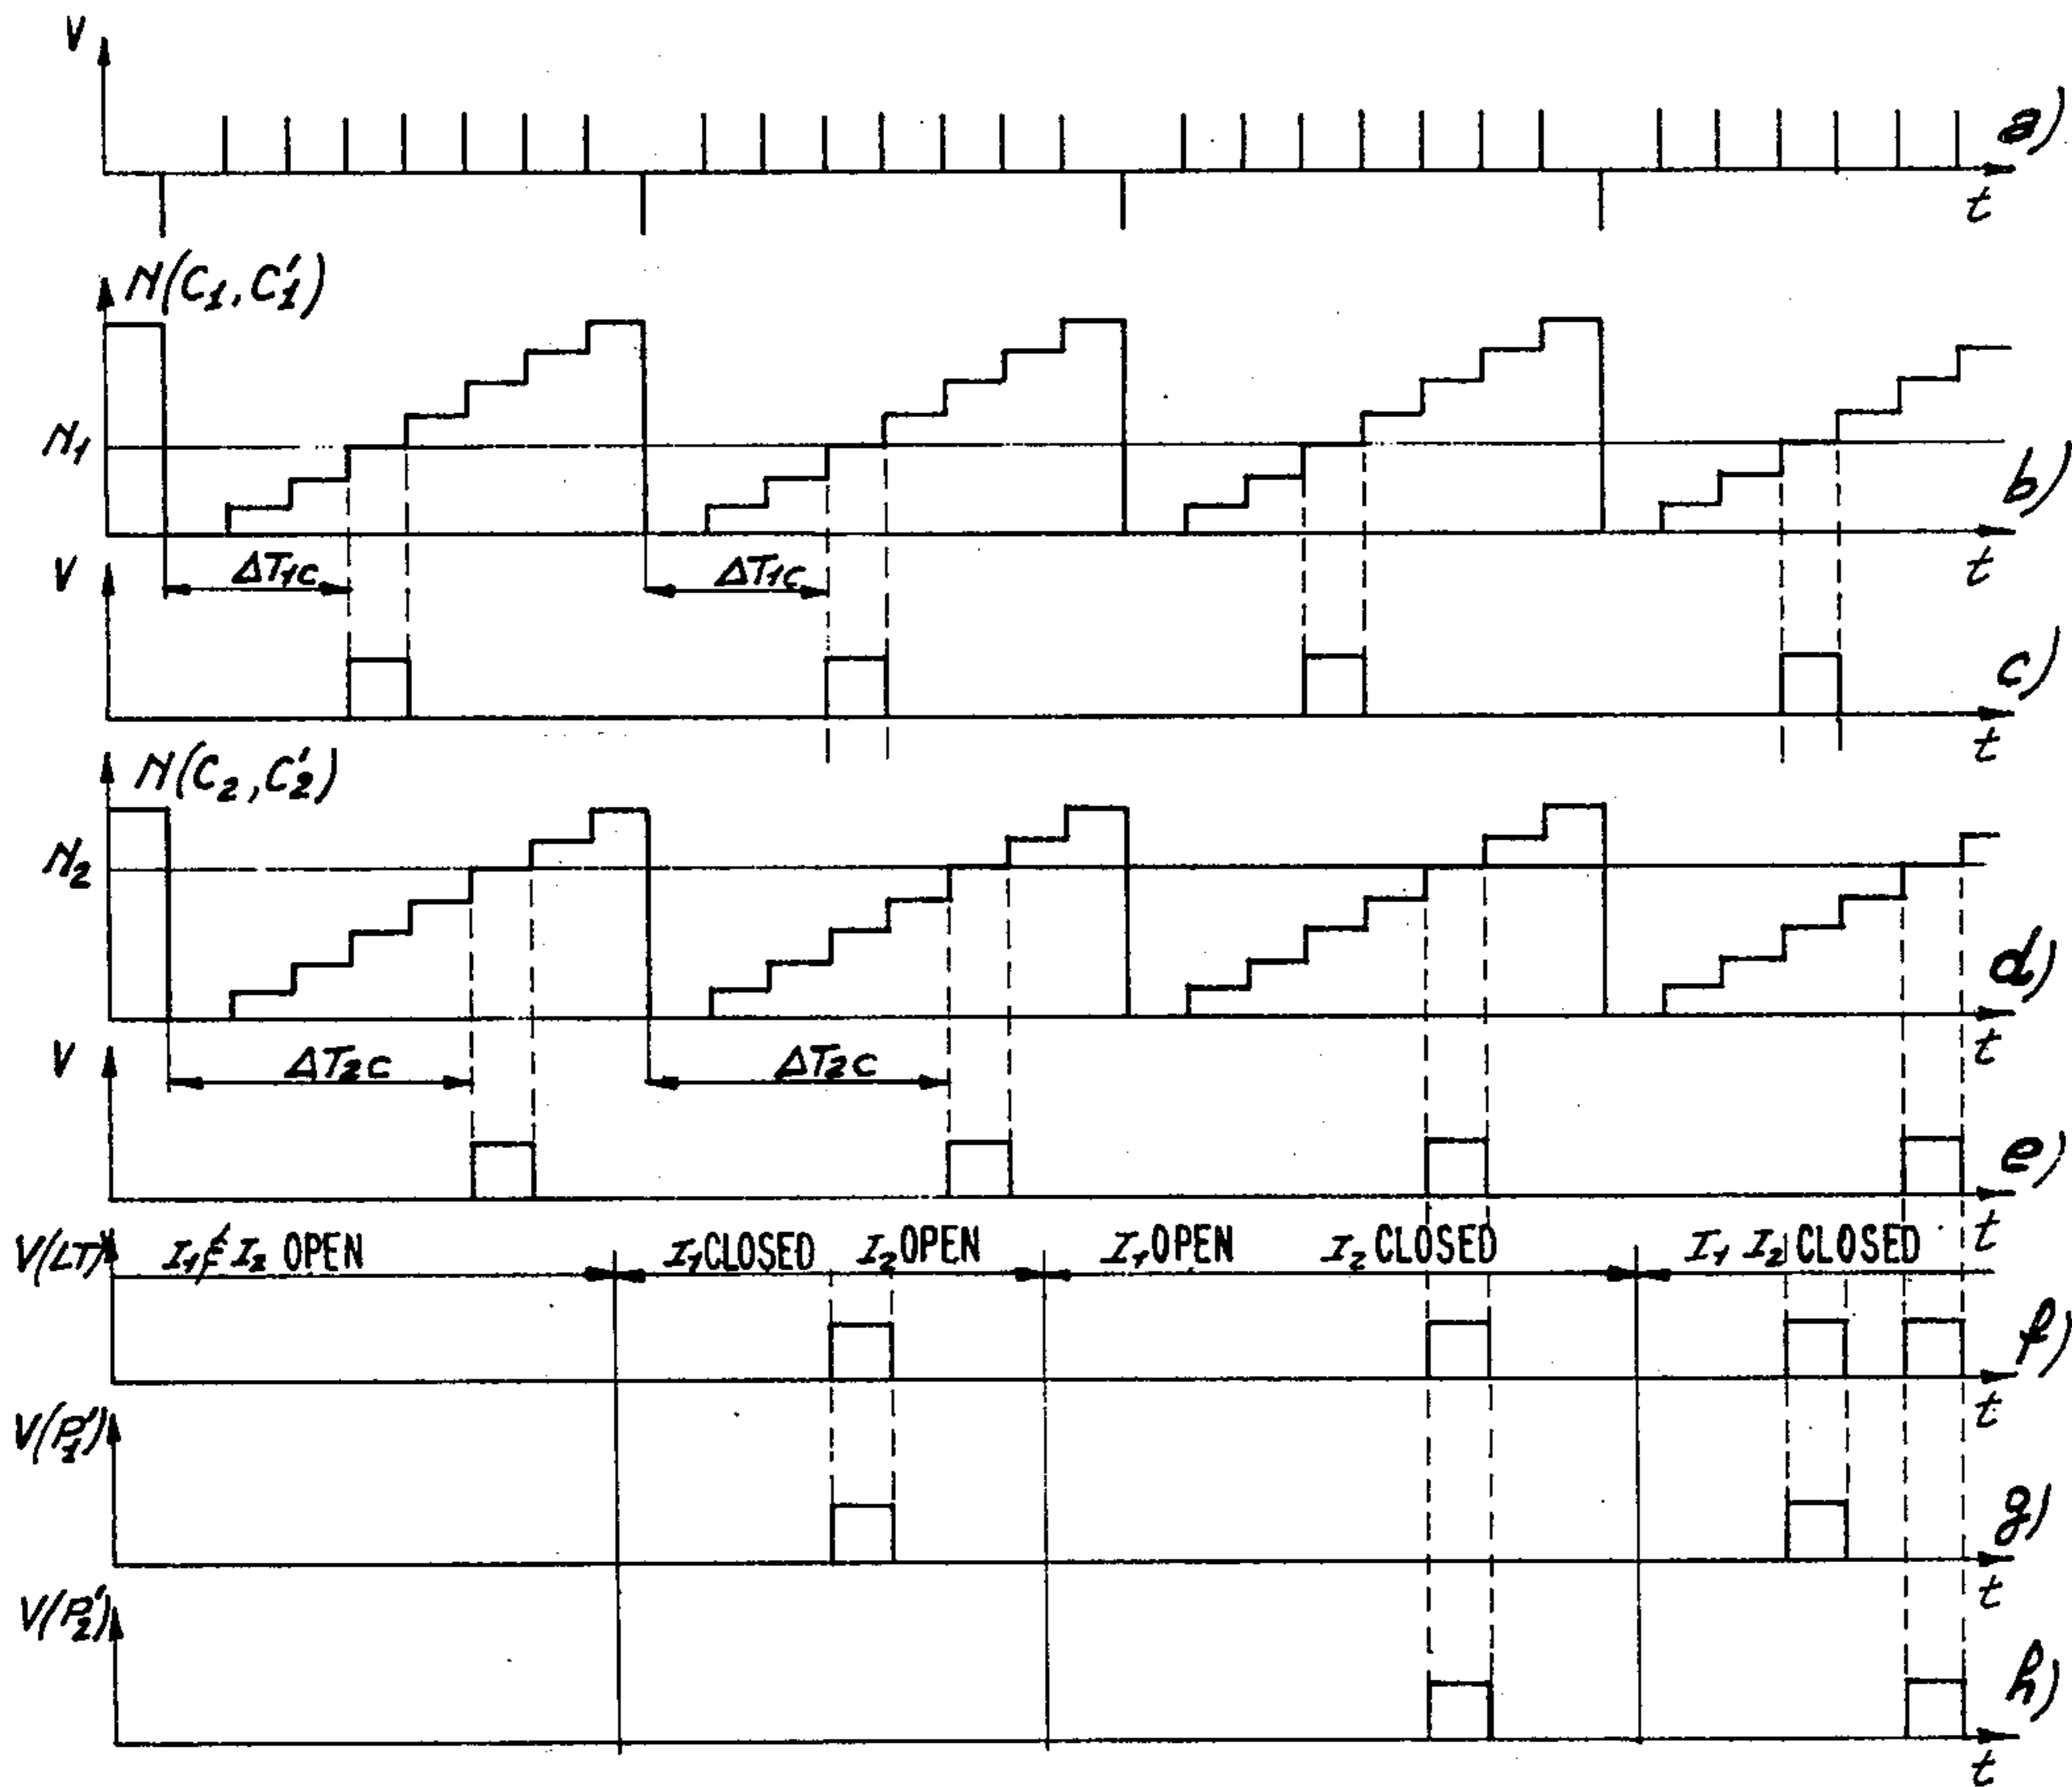 V
a)
t
N(C₁, C'₁)
N₁
b)
t
V
ΔT₁c
ΔT₁c
c)
t
N(C₂, C'₂)
N₂
d)
t
V
ΔT₂c
ΔT₂c
e)
t
V(LT)
I₁ & I₂ OPEN
I₁ CLOSED I₂ OPEN
I₁ OPEN I₂ CLOSED
I₁ I₂ CLOSED
f)
t
V(P'₁)
g)
t
V(P'₂)
h)
t